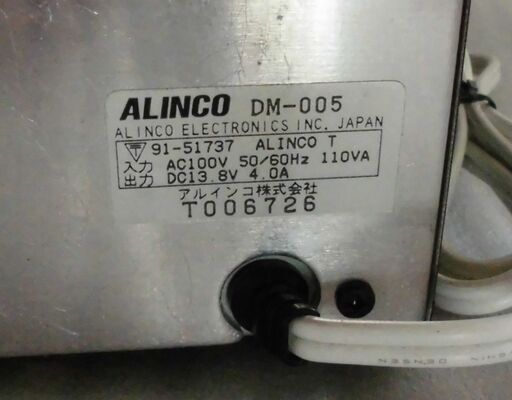 ALINCO DM-005
ALINCO ELECTRONICS INC. JAPAN
〒 91-51737 ALINCO T
入力 AC100V 50/60Hz 110VA
出力 DC13.8V 4.0A
アルインコ株式会社
T006726